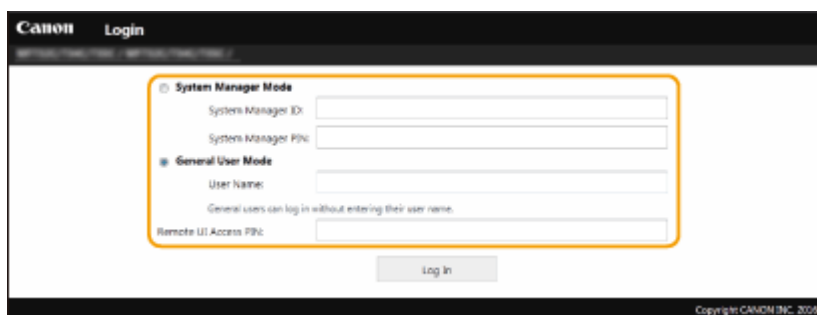 Canon Login
System Manager Mode
System Manager ID:
System Manager PIN:
General User Mode
User Name:
General users can log in without entering their user name.
Remote UI Access PIN:
Log In
Copyright CANON INC. 2016